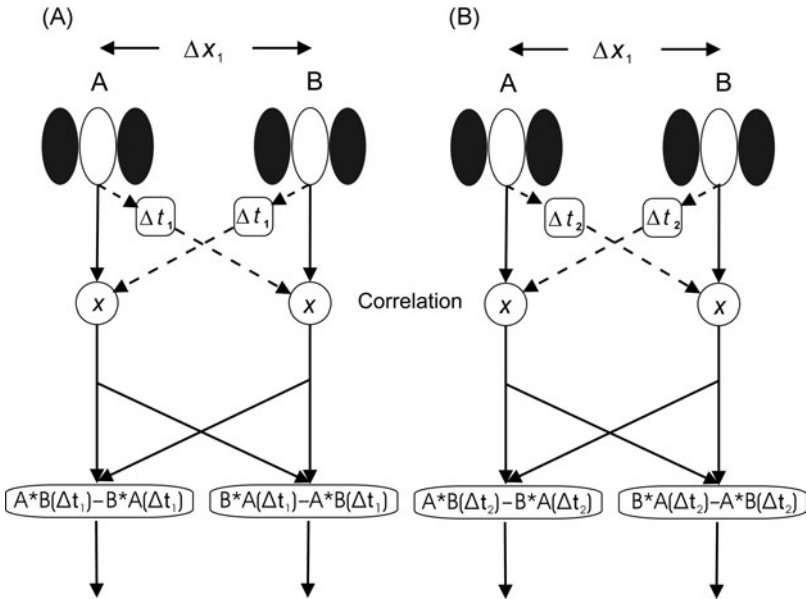 (A)
Δx₁
A B
Δt₁ Δt₁
x x
A*B(Δt₁)–B*A(Δt₁) B*A(Δt₁)–A*B(Δt₁)
Correlation
(B)
Δx₁
A B
Δt₂ Δt₂
x x
A*B(Δt₂)–B*A(Δt₂) B*A(Δt₂)–A*B(Δt₂)